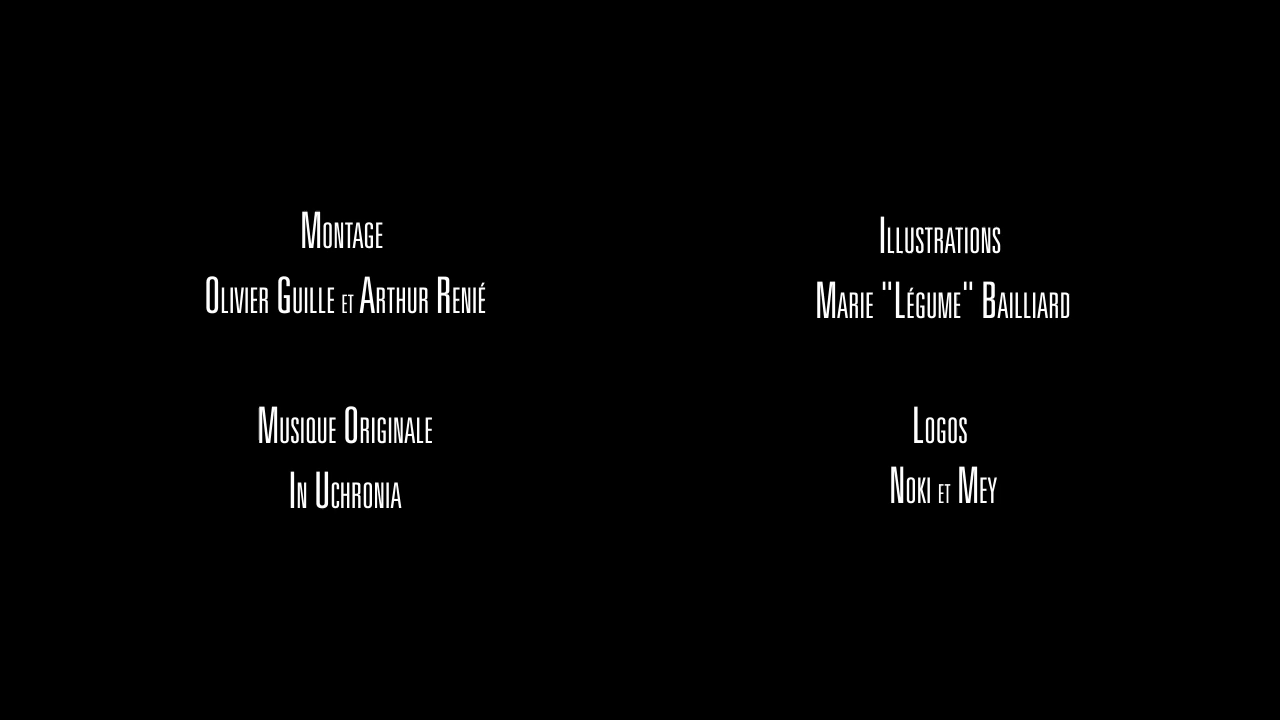 Montage
Olivier Guille et Arthur Renié
Musique Originale
In Uchronia
Illustrations
Marie "Légume" Bailliard
Logos
Noki et Mey